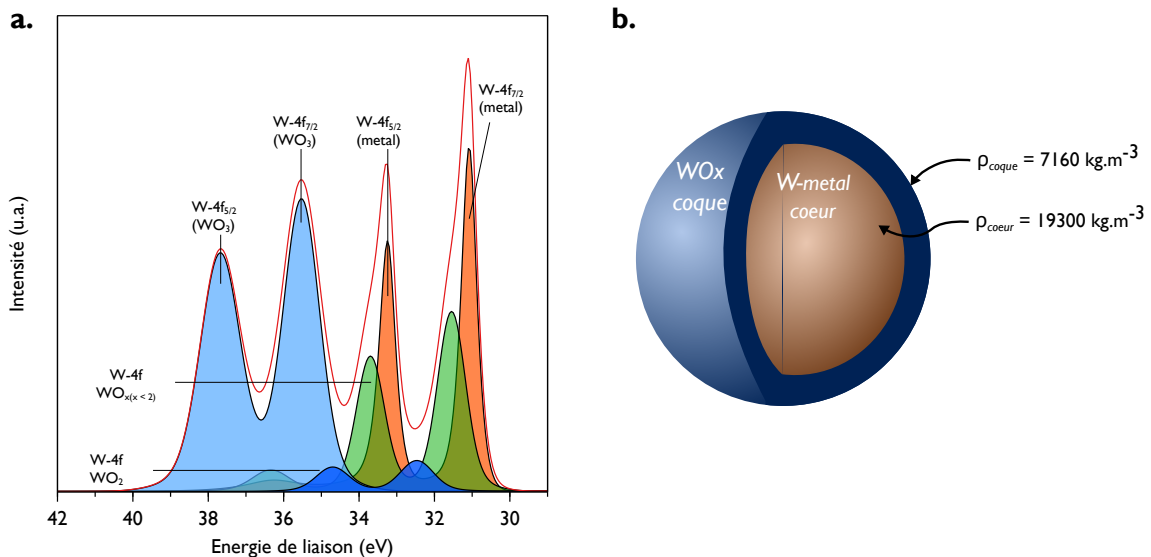 a.
W-4f7/2
(metal)
W-4f7/2
(WO3)
W-4f5/2
(metal)
W-4f5/2
(WO3)
W-4f
WOx(x < 2)
W-4f
WO2
Intensité (u.a.)
42
40
38
36
34
32
30
Energie de liaison (eV)
b.
WOx
coque
W-metal
coeur
ρcoque = 7160 kg.m-3
ρcoeur = 19300 kg.m-3